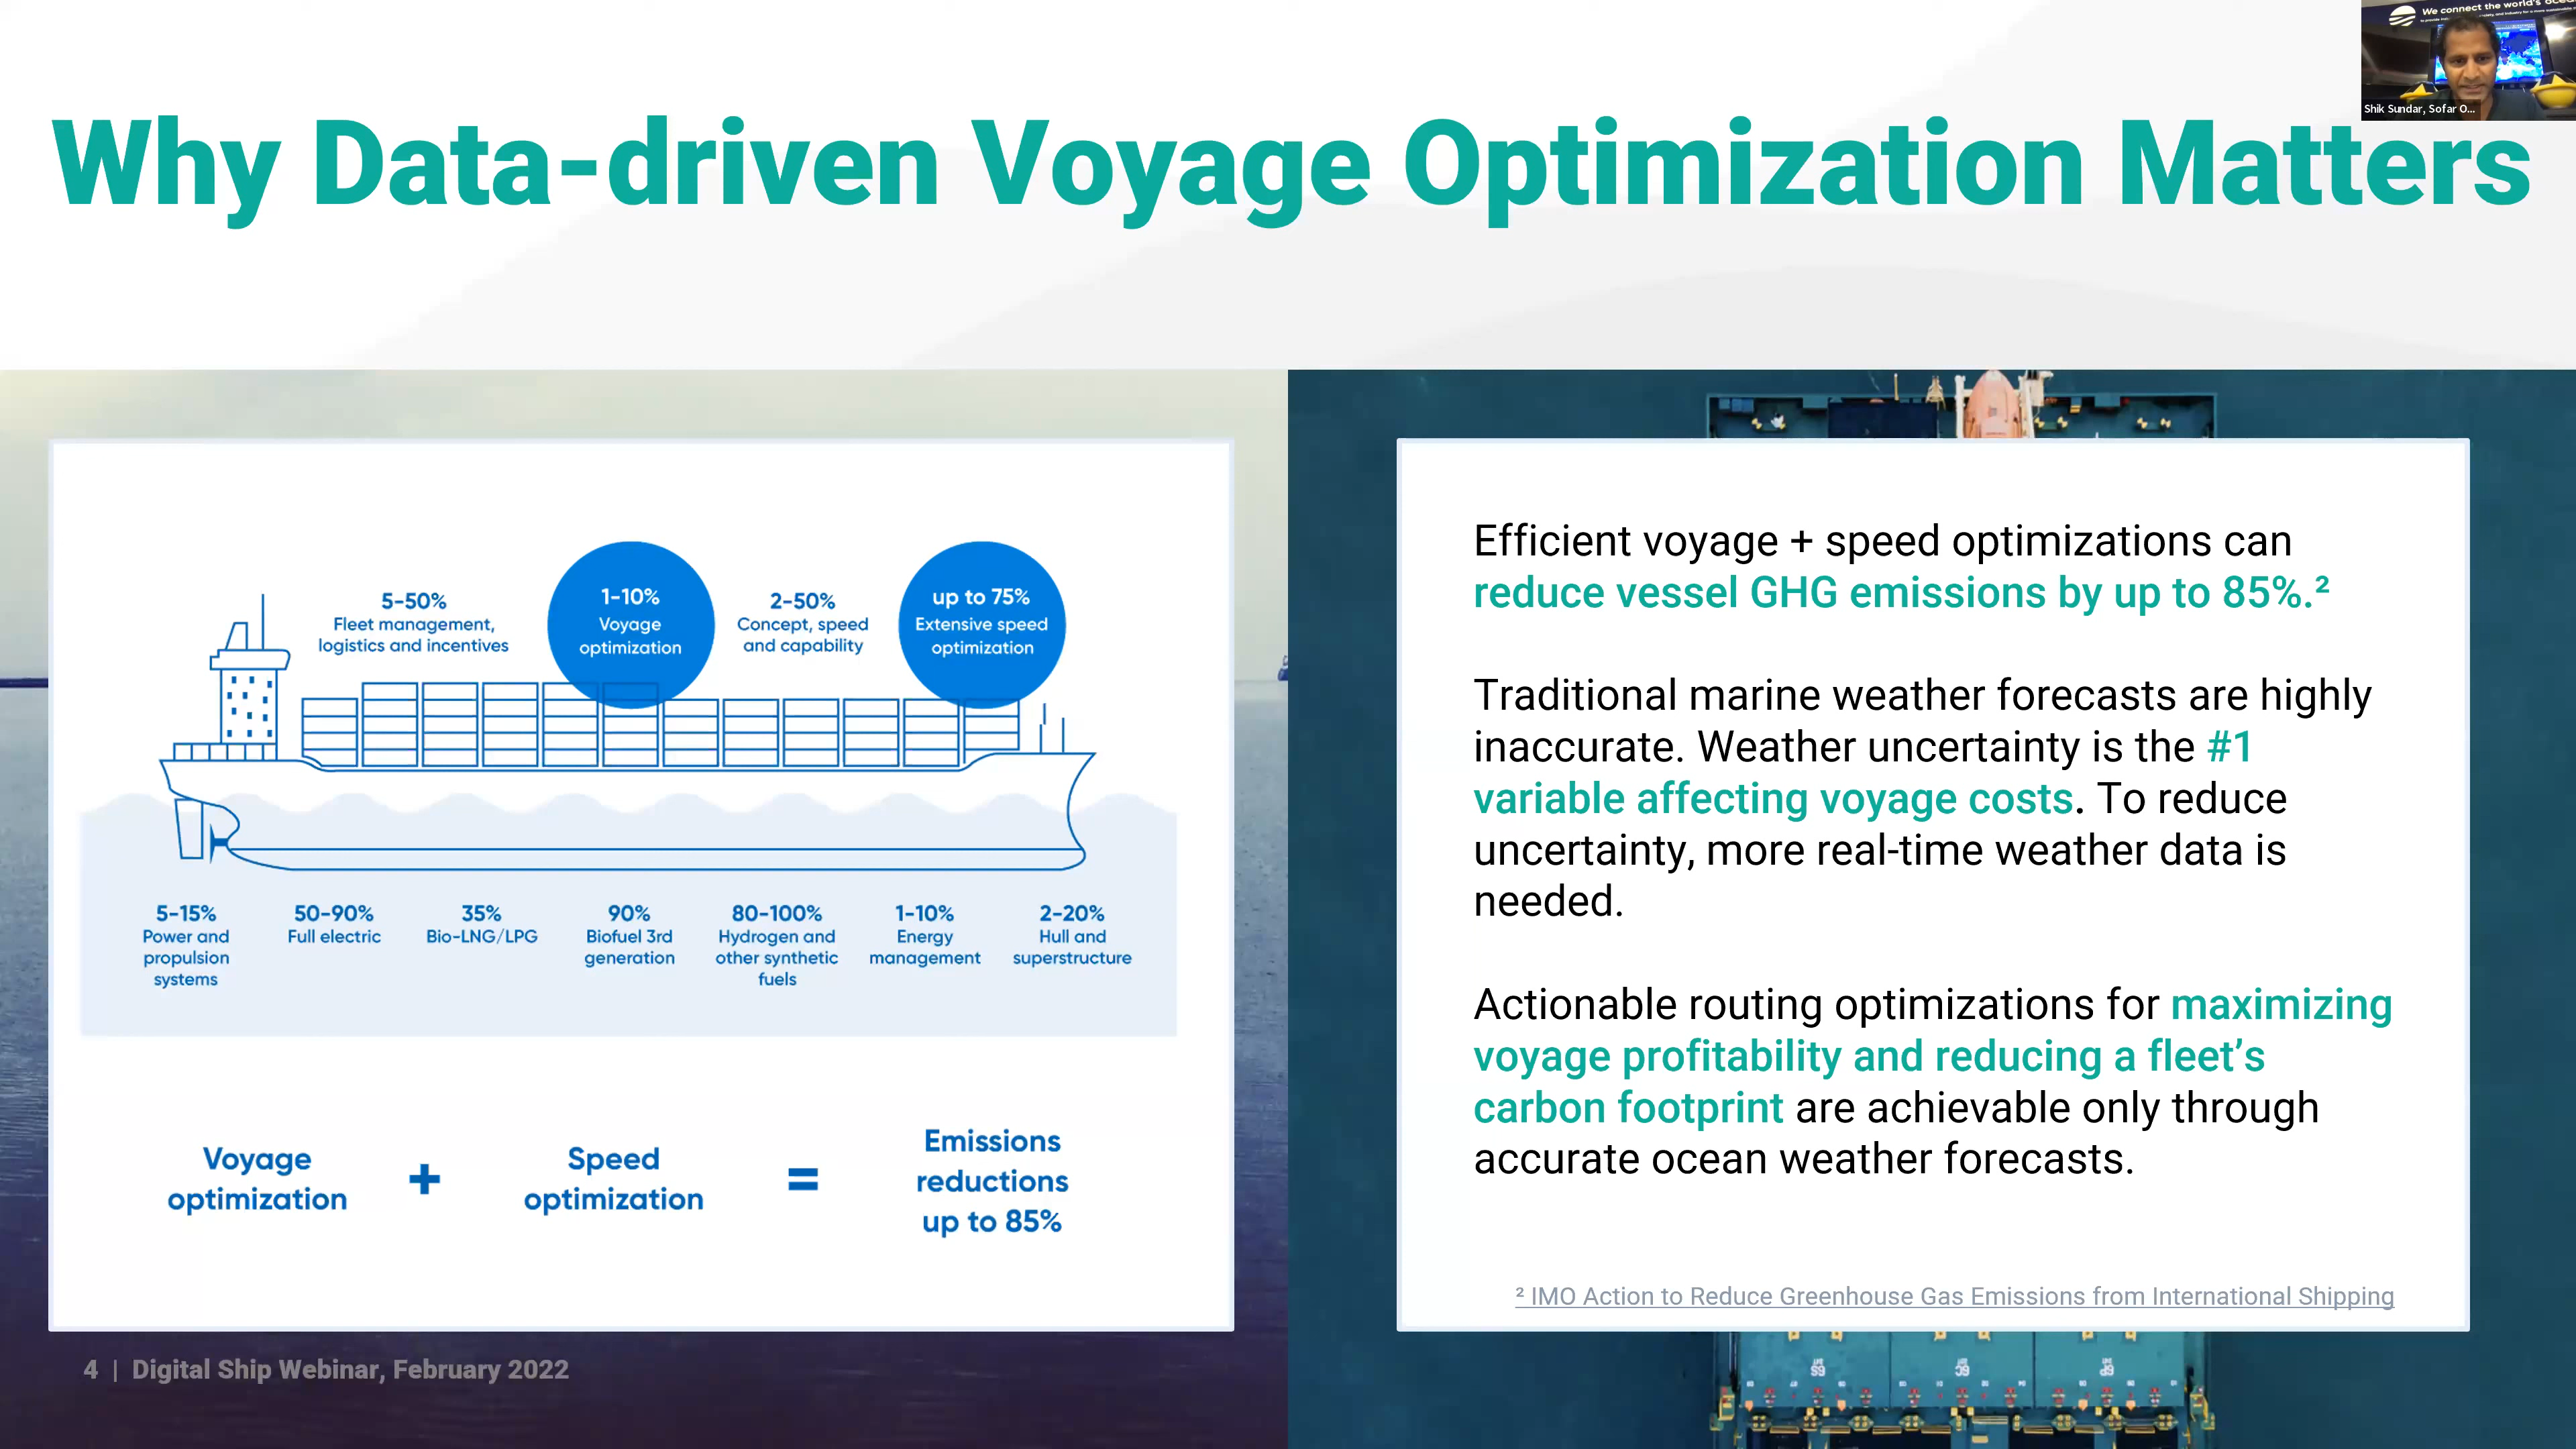 We connect the world's
Shik Sundar, Sofar O...
Why Data-driven Voyage Optimization Matters
5-50%
Fleet management,
logistics and incentives
1-10%
Voyage
optimization
2-50%
Concept, speed
and capability
up to 75%
Extensive speed
optimization
5-15%
Power and
propulsion
systems
50-90%
Full electric
35%
Bio-LNG/LPG
90%
Biofuel 3rd
generation
80-100%
Hydrogen and
other synthetic
fuels
1-10%
Energy
management
2-20%
Hull and
superstructure
Voyage
optimization
+
Speed
optimization
=
Emissions
reductions
up to 85%
Efficient voyage + speed optimizations can
reduce vessel GHG emissions by up to 85%.²
Traditional marine weather forecasts are highly
inaccurate. Weather uncertainty is the #1
variable affecting voyage costs. To reduce
uncertainty, more real-time weather data is
needed.
Actionable routing optimizations for maximizing
voyage profitability and reducing a fleet’s
carbon footprint are achievable only through
accurate ocean weather forecasts.
² IMO Action to Reduce Greenhouse Gas Emissions from International Shipping
4 | Digital Ship Webinar, February 2022